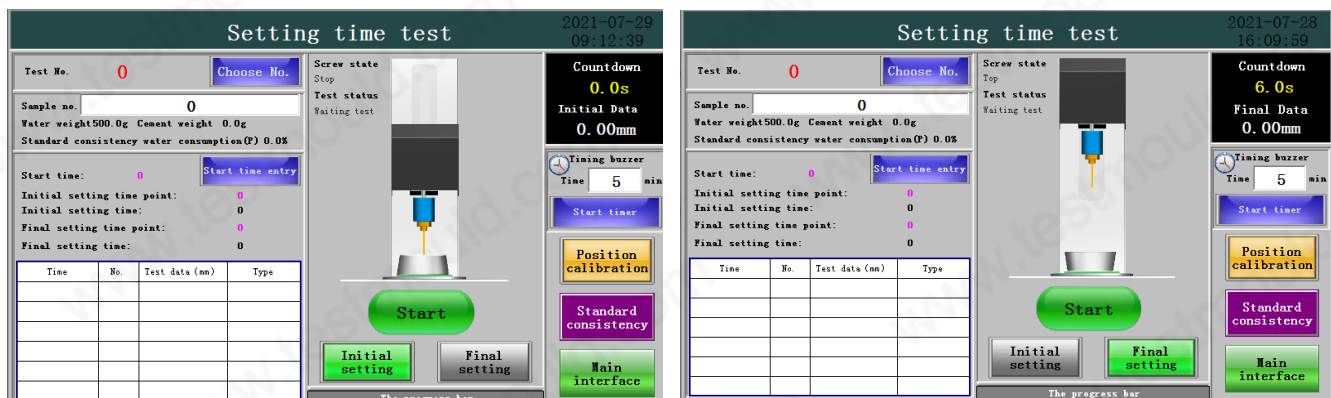 Setting time test
2021-07-29
09:12:39
Test No. 0 Choose No.
Sample no. 0
Water weight500.0g Cement weight 0.0g
Standard consistency water consumption(P) 0.0%
Start time: 0 Start time entry
Initial setting time point: 0
Initial setting time: 0
Final setting time point: 0
Final setting time: 0
Time No. Test data(mm) Type
Screw state
Stop
Test status
Waiting test
Start
Initial setting
Final setting
The progress bar
Countdown
0.0s
Initial Data
0.00mm
Timing buzzer
Time 5 min
Start timer
Position calibration
Standard consistency
Main interface
Setting time test
2021-07-28
16:09:59
Test No. 0 Choose No.
Sample no. 0
Water weight500.0g Cement weight 0.0g
Standard consistency water consumption(P) 0.0%
Start time: 0 Start time entry
Initial setting time point: 0
Initial setting time: 0
Final setting time point: 0
Final setting time: 0
Time No. Test data(mm) Type
Screw state
Top
Test status
Waiting test
Start
Initial setting
Final setting
The progress bar
Countdown
6.0s
Final Data
0.00mm
Timing buzzer
Time 5 min
Start timer
Position calibration
Standard consistency
Main interface